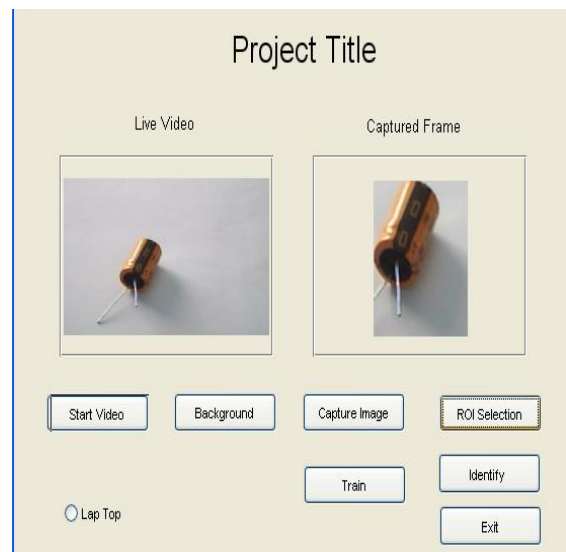 Project Title
Live Video
Captured Frame
Start Video
Background
Capture Image
ROI Selection
Train
Identify
Lap Top
Exit